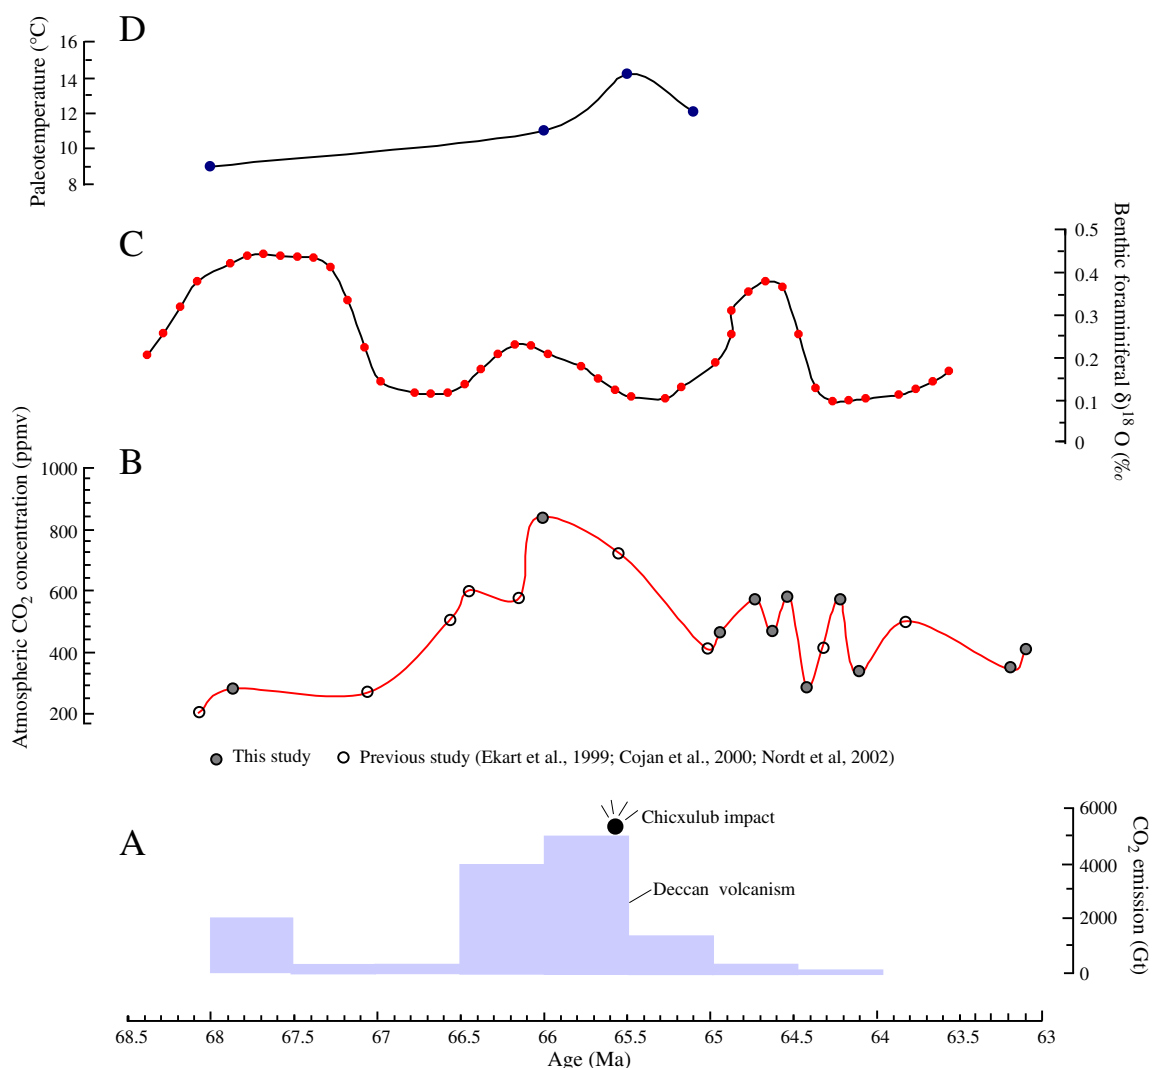 D
Paleotemperature (°C)
16
14
12
10
8
C
Benthic foraminiferal δ)18 O (‰
0.5
0.4
0.3
0.2
0.1
0
B
Atmospheric CO2 concentration (ppmv)
1000
800
600
400
200
This study
Previous study (Ekart et al., 1999; Cojan et al., 2000; Nordt et al, 2002)
A
Chicxulub impact
Deccan volcanism
CO2 emission (Gt)
6000
4000
2000
0
68.5 68 67.5 67 66.5 66 65.5 65 64.5 64 63.5 63
Age (Ma)